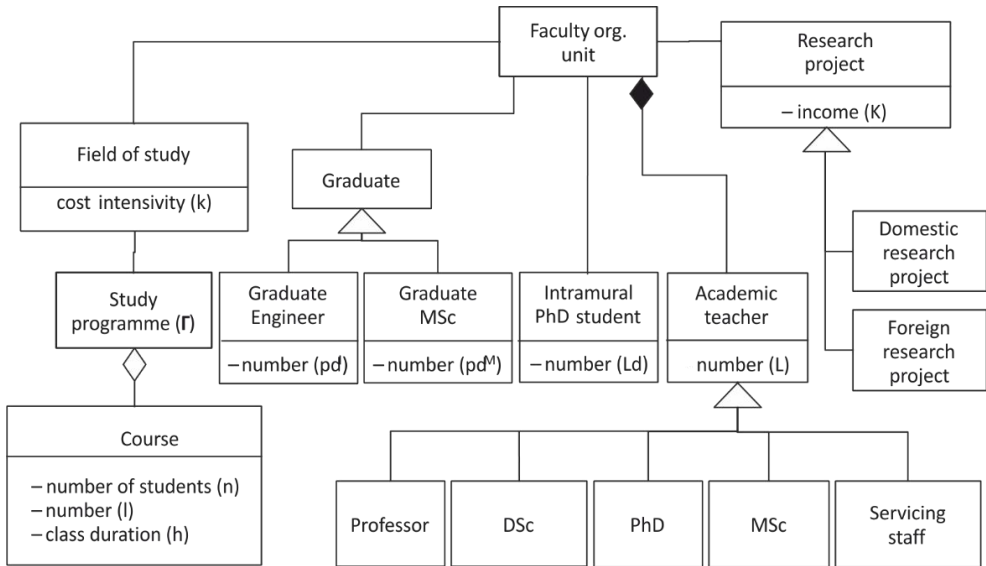 Faculty org.
unit
Research
project
– income (K)
Field of study
cost intensivity (k)
Graduate
Study
programme (Γ)
Graduate
Engineer
– number (pdᴵ)
Graduate
MSc
– number (pdᴹ)
Intramural
PhD student
– number (Ld)
Academic
teacher
number (L)
Domestic
research
project
Foreign
research
project
Course
– number of students (n)
– number (l)
– class duration (h)
Professor
DSc
PhD
MSc
Servicing
staff